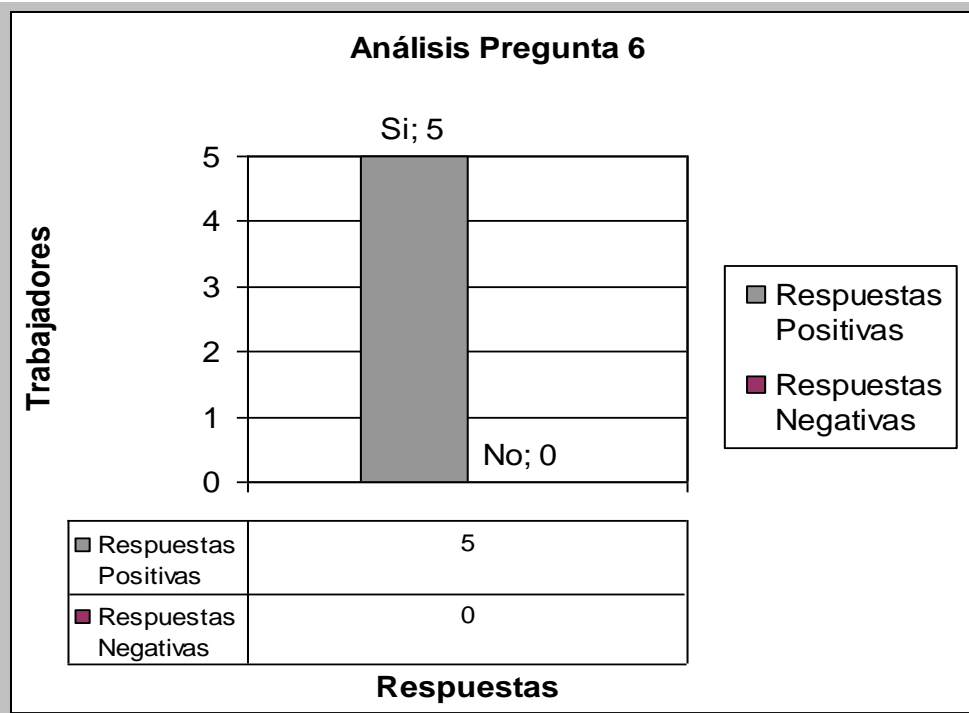 Análisis Pregunta 6
Si; 5
5
4
3
2
1
0
No; 0
Trabajadores
Respuestas
Positivas
Respuestas
Negativas
Respuestas
Positivas
5
Respuestas
Negativas
0
Respuestas